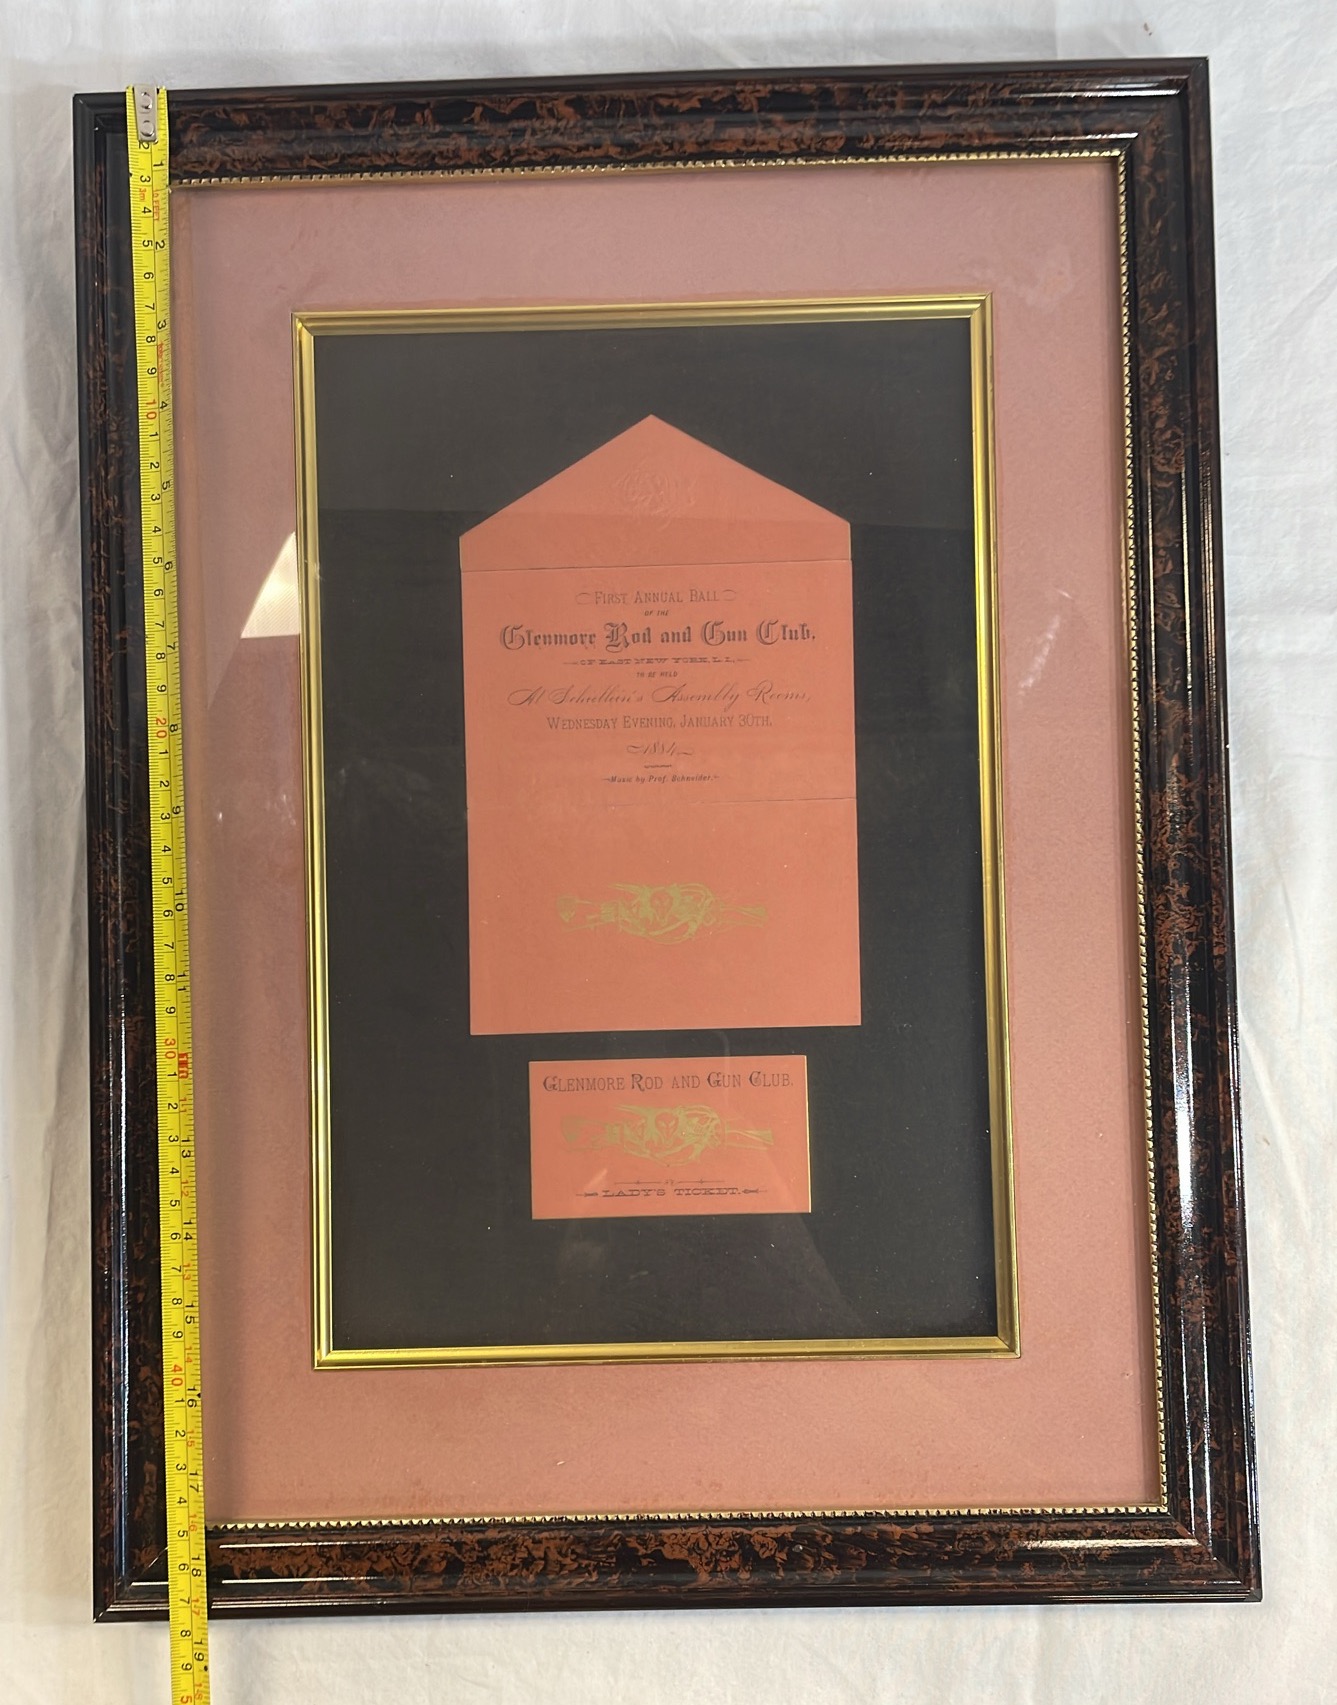 First Annual Ball
OF THE
Glenmore Rod and Gun Club,
OF EAST NEW YORK, L. I.,
TO BE HELD
At Schiellein's Assembly Rooms,
Wednesday Evening, January 30th,
1884
Music by Prof. Schneider.
Glenmore Rod and Gun Club.
LADY'S TICKET.